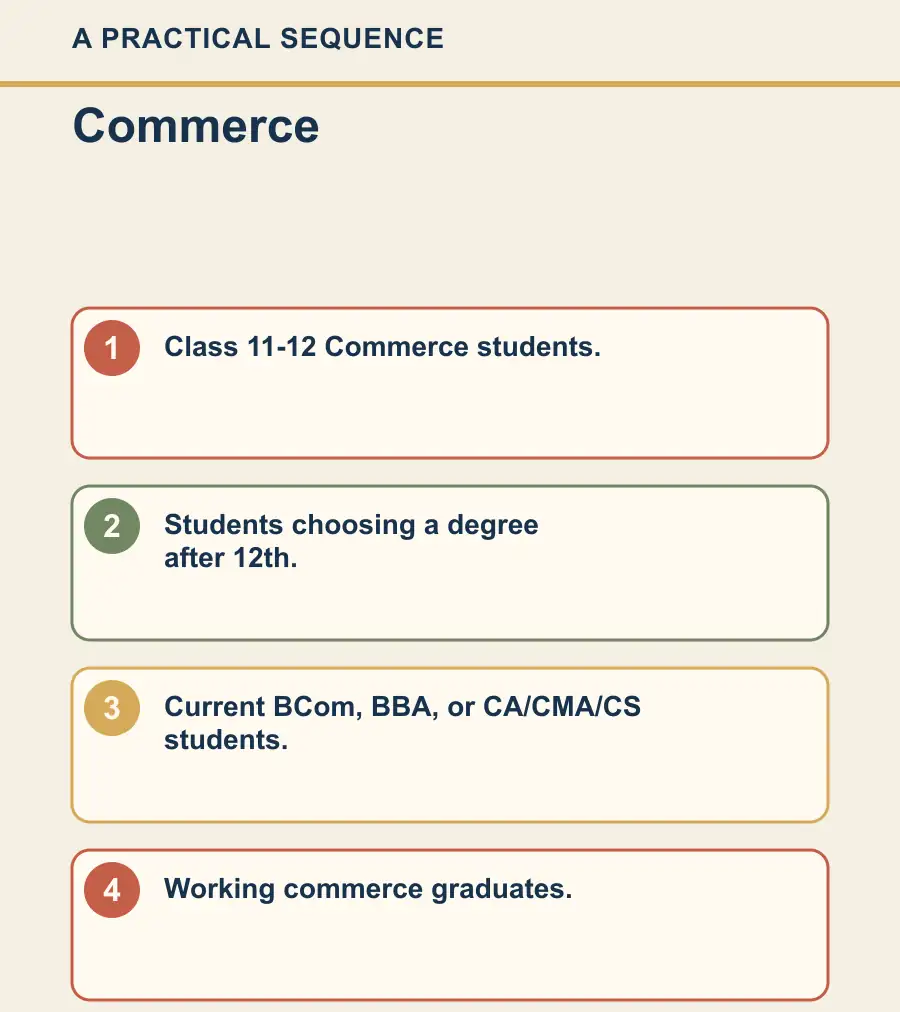 A PRACTICAL SEQUENCE
Commerce
1
Class 11-12 Commerce students.
2
Students choosing a degree
after 12th.
3
Current BCom, BBA, or CA/CMA/CS
students.
4
Working commerce graduates.